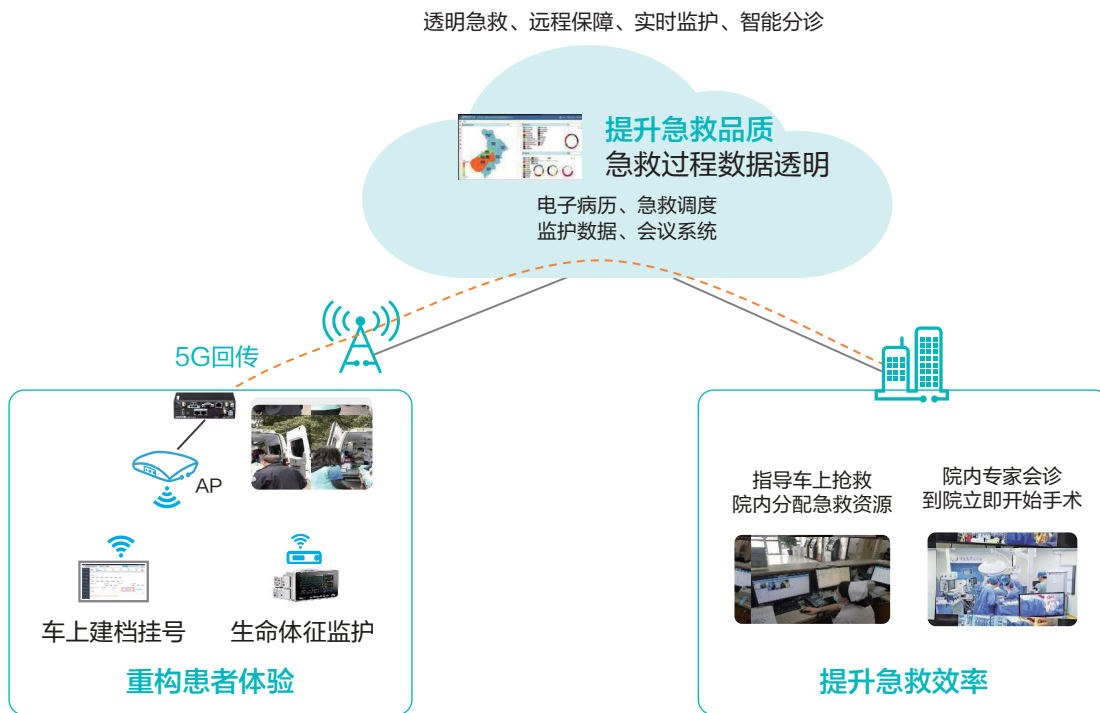 透明急救、远程保障、实时监护、智能分诊
提升急救品质
急救过程数据透明
电子病历、急救调度
监护数据、会议系统
5G回传
AP
车上建档挂号
生命体征监护
重构患者体验
指导车上抢救
院内分配急救资源
院内专家会诊
到院立即开始手术
提升急救效率